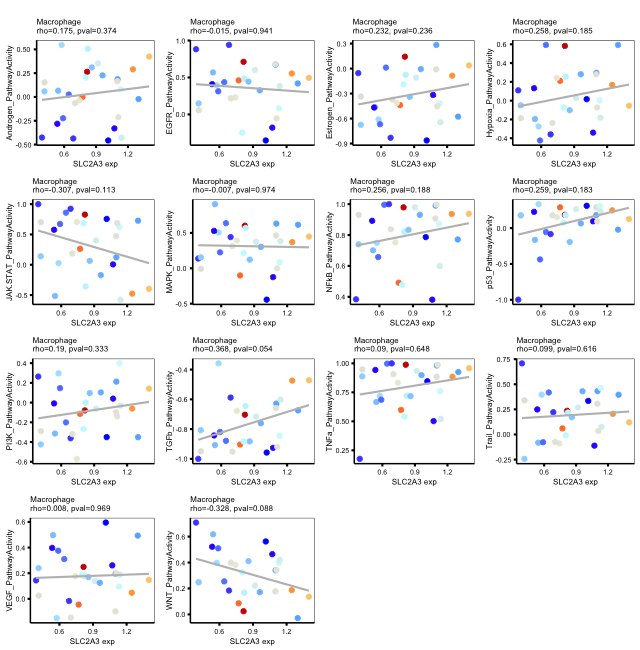 Macrophage
rho=0.175, pval=0.374
Androgen_PathwayActivity
0.50
0.25
0.00
-0.25
-0.50
0.6
0.9
1.2
SLC2A3 exp
Macrophage
rho=-0.015, pval=0.941
EGFR_PathwayActivity
1.0
0.5
0.0
0.6
0.9
1.2
SLC2A3 exp
Macrophage
rho=0.232, pval=0.236
Estrogen_PathwayActivity
0.3
0.0
-0.3
-0.6
-0.9
0.6
0.9
1.2
SLC2A3 exp
Macrophage
rho=0.258, pval=0.185
Hypoxia_PathwayActivity
0.6
0.4
0.2
0.0
-0.2
-0.4
0.6
0.9
1.2
SLC2A3 exp
Macrophage
rho=-0.307, pval=0.113
JAK.STAT_PathwayActivity
1.0
0.5
0.0
-0.5
0.6
0.9
1.2
SLC2A3 exp
Macrophage
rho=-0.007, pval=0.974
MAPK_PathwayActivity
1.0
0.5
0.0
-0.5
0.6
0.9
1.2
SLC2A3 exp
Macrophage
rho=0.256, pval=0.188
NFkB_PathwayActivity
1.0
0.8
0.6
0.4
0.6
0.9
1.2
SLC2A3 exp
Macrophage
rho=0.259, pval=0.183
p53_PathwayActivity
0.5
0.0
-0.5
-1.0
0.6
0.9
1.2
SLC2A3 exp
Macrophage
rho=0.19, pval=0.333
PI3K_PathwayActivity
0.4
0.2
0.0
-0.2
-0.4
-0.6
0.6
0.9
1.2
SLC2A3 exp
Macrophage
rho=0.368, pval=0.054
TGFb_PathwayActivity
-0.4
-0.6
-0.8
-1.0
0.6
0.9
1.2
SLC2A3 exp
Macrophage
rho=0.09, pval=0.648
TNFa_PathwayActivity
1.00
0.75
0.50
0.25
0.6
0.9
1.2
SLC2A3 exp
Macrophage
rho=0.099, pval=0.616
Trail_PathwayActivity
0.75
0.50
0.25
0.00
-0.25
0.6
0.9
1.2
SLC2A3 exp
Macrophage
rho=0.008, pval=0.969
VEGF_PathwayActivity
0.6
0.4
0.2
0.0
0.6
0.9
1.2
SLC2A3 exp
Macrophage
rho=-0.328, pval=0.088
WNT_PathwayActivity
0.6
0.4
0.2
0.0
0.6
0.9
1.2
SLC2A3 exp